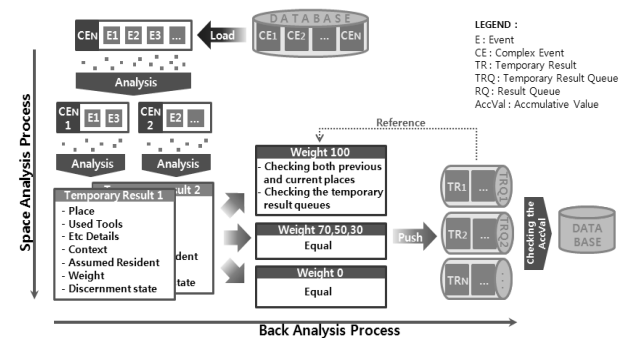 DATABASE
CEN E1 E2 E3 ...
Load
CE1 CE2 ... CEN
Analysis
CEN 1 E1 E3
CEN 2 E2 ...
Analysis
Analysis
Space Analysis Process
Temporary Result 1
- Place
- Used Tools
- Etc Details
- Context
- Assumed Resident
- Weight
- Discernment state
Result 2
dent
tate
Weight 100
- Checking both previous
and current places
- Checking the temporary
result queues
Weight 70,50,30
Equal
Weight 0
Equal
Reference
Push
TR1 ... TRQ1
TR2 ... TRQ2
TRN ... ...
Checking the
AccVal
DATA
BASE
Back Analysis Process
LEGEND :
E : Event
CE : Complex Event
TR : Temporary Result
TRQ : Temporary Result Queue
RQ : Result Queue
AccVal : Accmulative Value